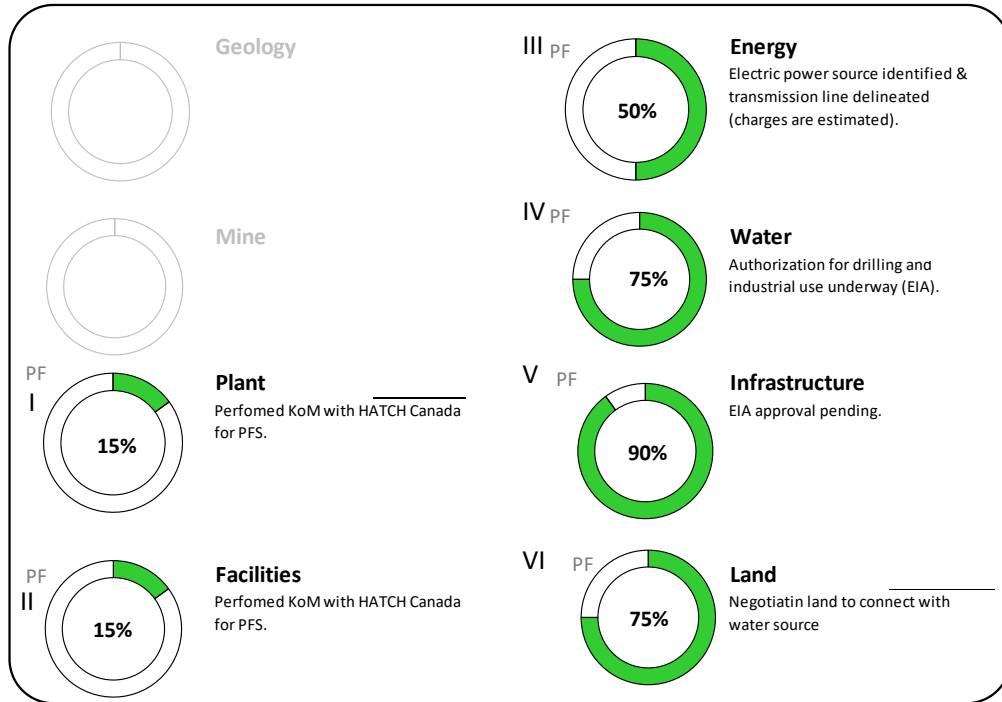 Geology
Mine
PF
I
15%
Plant
Perfomed KoM with HATCH Canada
for PFS.
PF
II
15%
Facilities
Perfomed KoM with HATCH Canada
for PFS.
III PF
50%
Energy
Electric power source identified &
transmission line delineated
(charges are estimated).
IV PF
75%
Water
Authorization for drilling and
industrial use underway (EIA).
V PF
90%
Infrastructure
EIA approval pending.
VI PF
75%
Land
Negotiatin land to connect with
water source